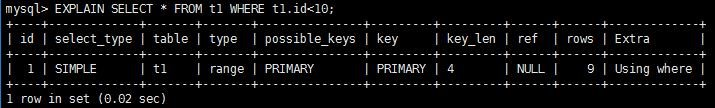 mysql> EXPLAIN SELECT * FROM t1 WHERE t1.id<10;
+----+-------------+-------+-------+---------------+---------+---------+------+------+-------------+
| id | select_type | table | type | possible_keys | key | key_len | ref | rows | Extra |
+----+-------------+-------+-------+---------------+---------+---------+------+------+-------------+
| 1 | SIMPLE | t1 | range | PRIMARY | PRIMARY | 4 | NULL | 9 | Using where |
+----+-------------+-------+-------+---------------+---------+---------+------+------+-------------+
1 row in set (0.02 sec)